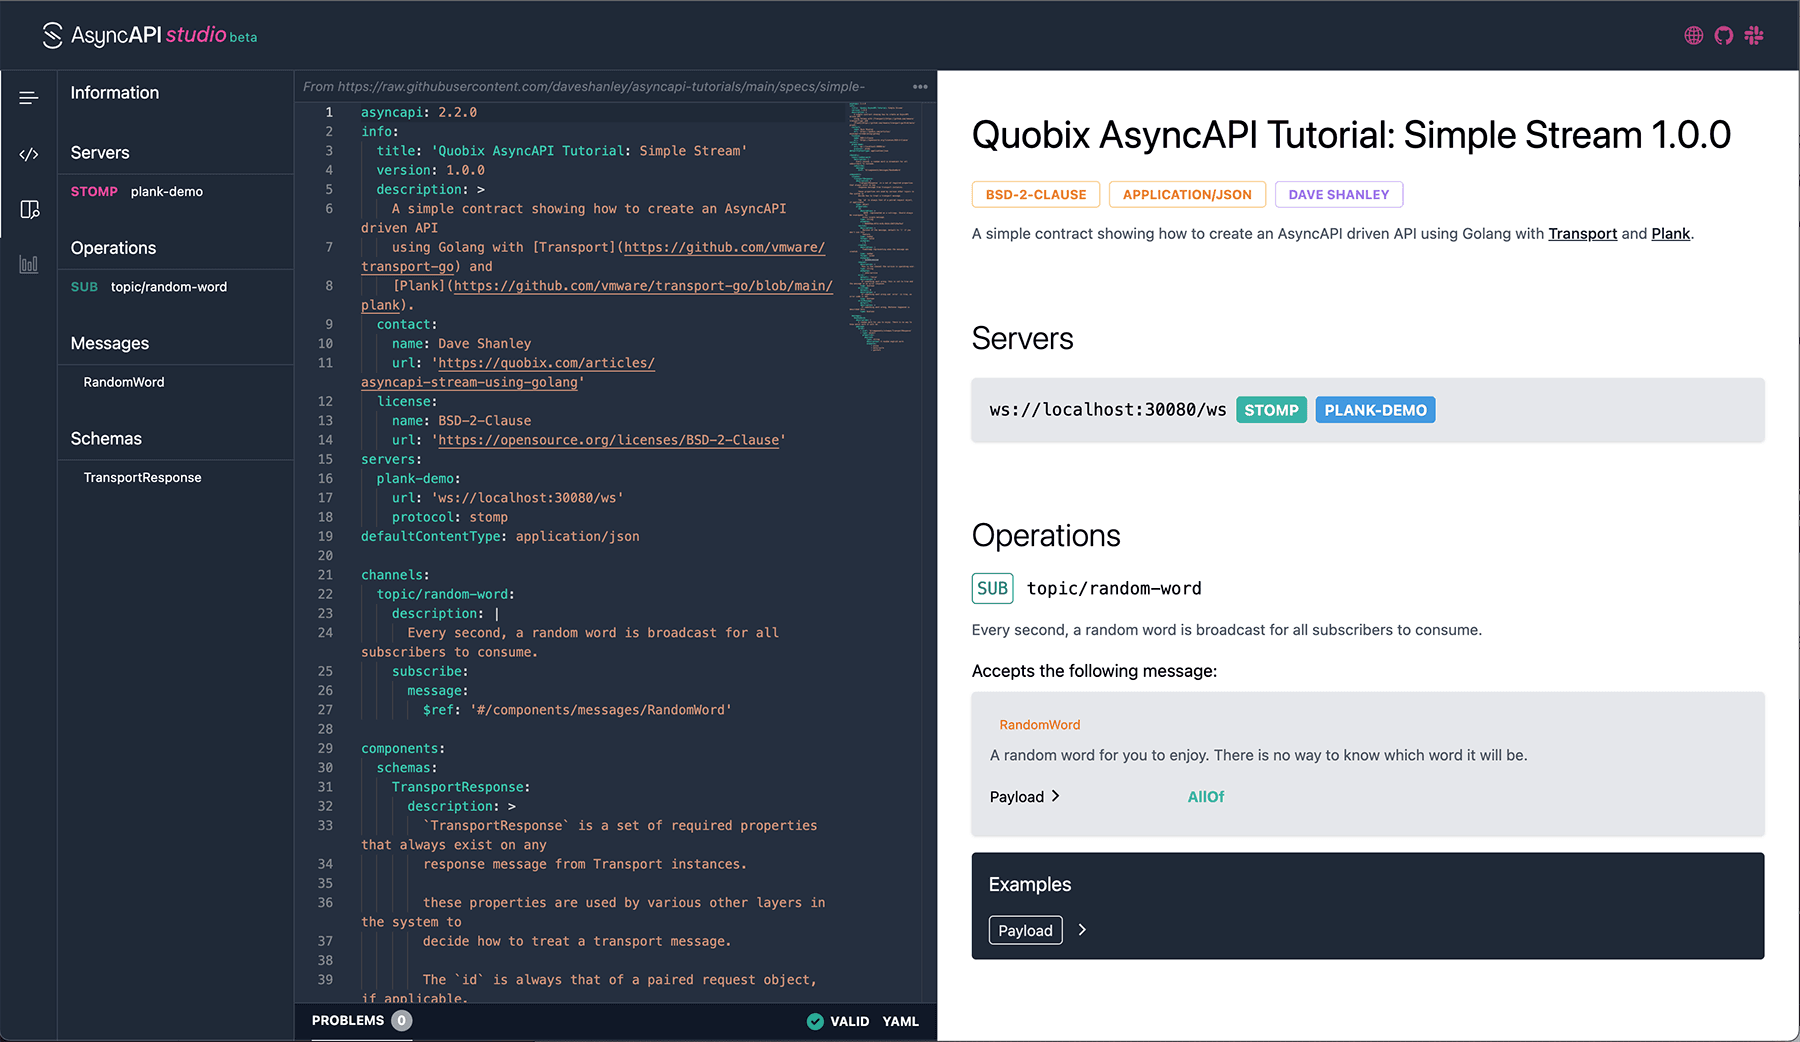 AsyncAPI studio beta
Information
Servers
STOMP plank-demo
Operations
SUB topic/random-word
Messages
RandomWord
Schemas
TransportResponse
From https://raw.githubusercontent.com/daveshanley/asyncapi-tutorials/main/specs/simple-
1 asyncapi: 2.2.0
2 info:
3 title: 'Quobix AsyncAPI Tutorial: Simple Stream'
4 version: 1.0.0
5 description: >
6 A simple contract showing how to create an AsyncAPI
driven API
7 using Golang with [Transport](https://github.com/vmware/
transport-go) and
8 [Plank](https://github.com/vmware/transport-go/blob/main/
plank).
9 contact:
10 name: Dave Shanley
11 url: 'https://quobix.com/articles/
asyncapi-stream-using-golang'
12 license:
13 name: BSD-2-Clause
14 url: 'https://opensource.org/licenses/BSD-2-Clause'
15 servers:
16 plank-demo:
17 url: 'ws://localhost:30080/ws'
18 protocol: stomp
19 defaultContentType: application/json
20
21 channels:
22 topic/random-word:
23 description: |
24 Every second, a random word is broadcast for all
subscribers to consume.
25 subscribe:
26 message:
27 $ref: '#/components/messages/RandomWord'
28
29 components:
30 schemas:
31 TransportResponse:
32 description: >
33 `TransportResponse` is a set of required properties
that always exist on any
34 response message from Transport instances.
35
36 these properties are used by various other layers in
the system to
37 decide how to treat a transport message.
38
39 The `id` is always that of a paired request object,
if applicable.
PROBLEMS 0
VALID YAML
Quobix AsyncAPI Tutorial: Simple Stream 1.0.0
BSD-2-CLAUSE APPLICATION/JSON DAVE SHANLEY
A simple contract showing how to create an AsyncAPI driven API using Golang with Transport and Plank.
Servers
ws://localhost:30080/ws STOMP PLANK-DEMO
Operations
SUB topic/random-word
Every second, a random word is broadcast for all subscribers to consume.
Accepts the following message:
RandomWord
A random word for you to enjoy. There is no way to know which word it will be.
Payload AllOf
Examples
Payload